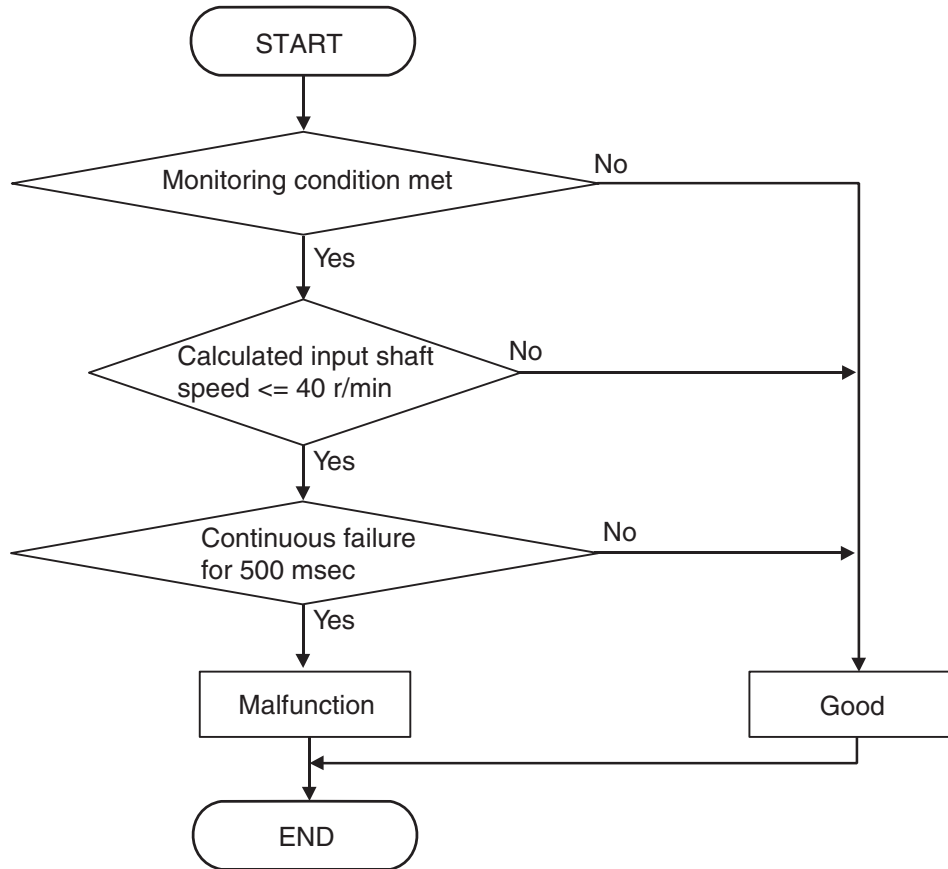 START
Monitoring condition met
No
Yes
Calculated input shaft
speed <= 40 r/min
No
Yes
Continuous failure
for 500 msec
No
Yes
Malfunction
Good
END